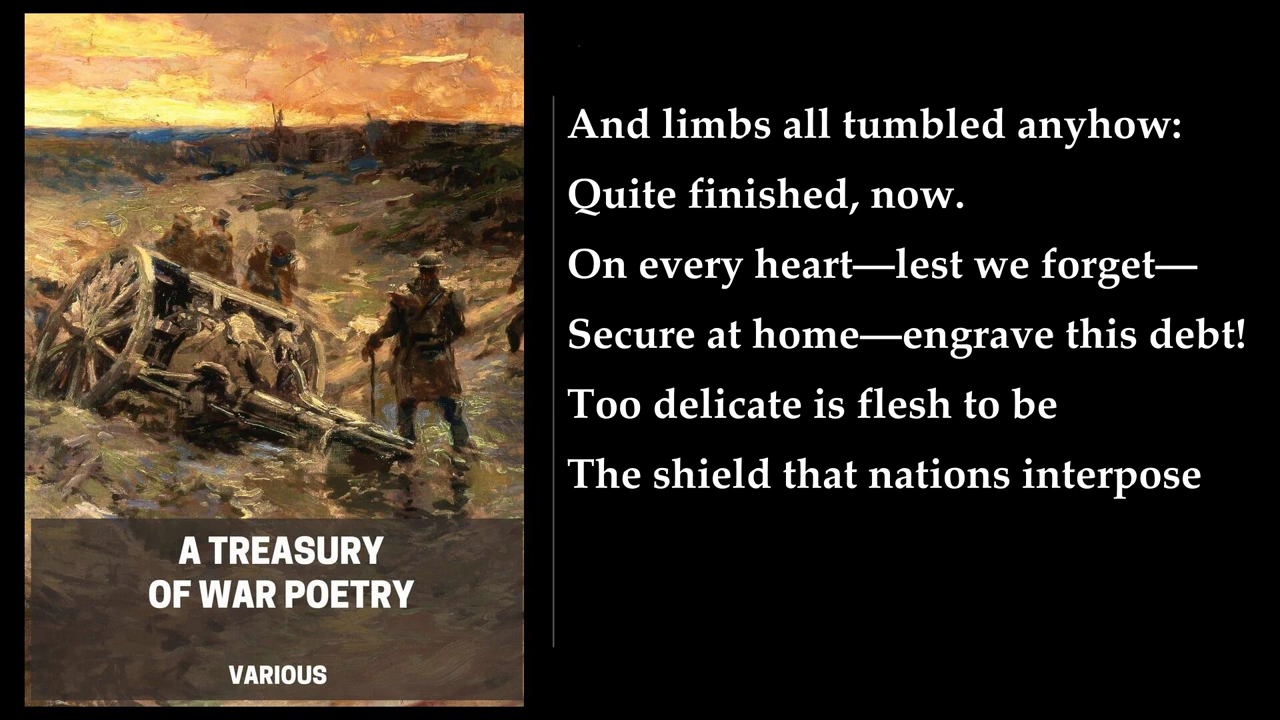 And limbs all tumbled anyhow:
Quite finished, now.
On every heart—lest we forget—
Secure at home—engrave this debt!
Too delicate is flesh to be
The shield that nations interpose
A TREASURY
OF WAR POETRY
VARIOUS